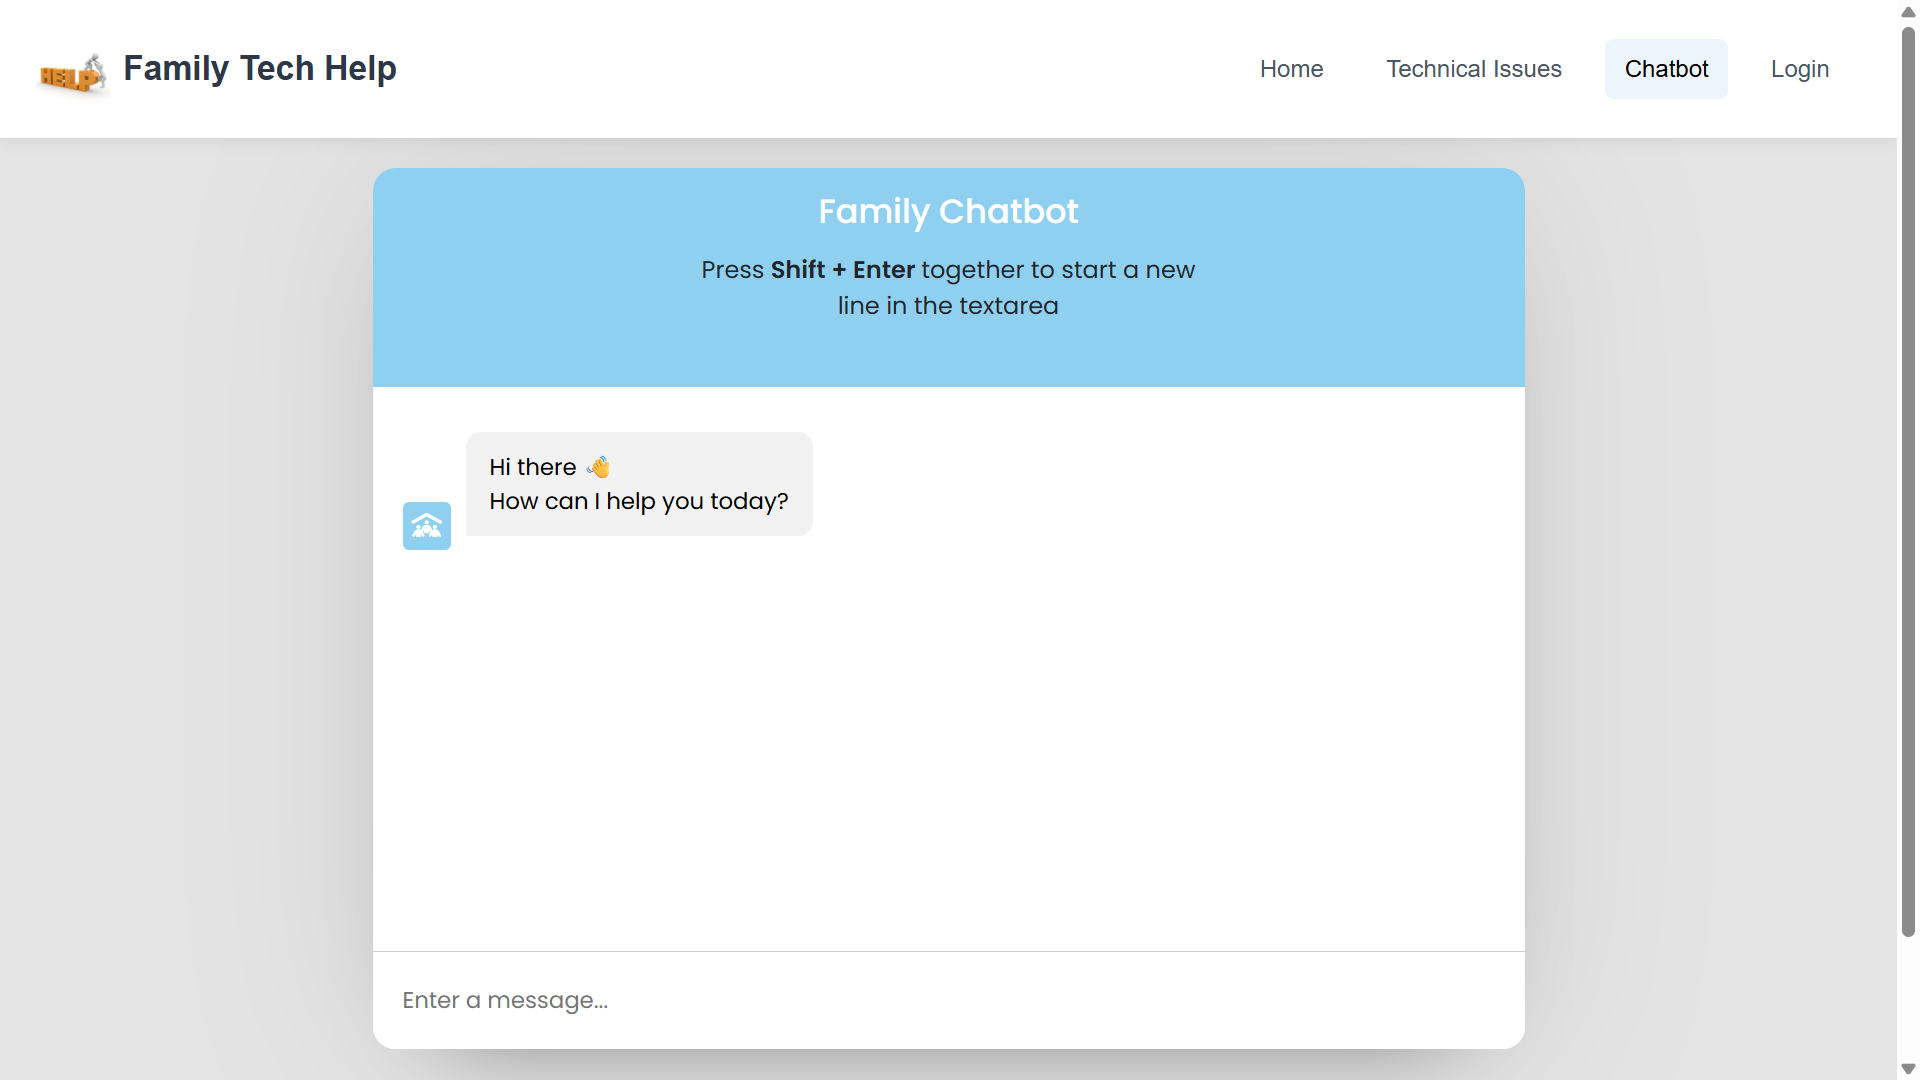 HELP
Family Tech Help
Home
Technical Issues
Chatbot
Login
Family Chatbot
Press Shift + Enter together to start a new
line in the textarea
Hi there 👋
How can I help you today?
Enter a message...